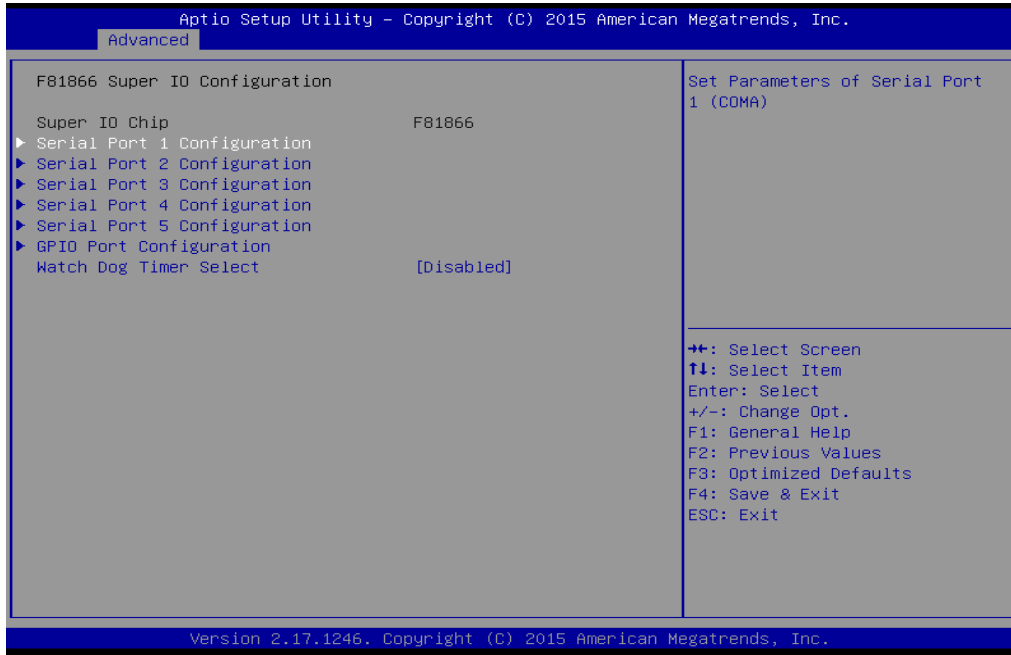 Aptio Setup Utility – Copyright (C) 2015 American Megatrends, Inc.
Advanced
F81866 Super IO Configuration
Super IO Chip F81866
▶ Serial Port 1 Configuration
▶ Serial Port 2 Configuration
▶ Serial Port 3 Configuration
▶ Serial Port 4 Configuration
▶ Serial Port 5 Configuration
▶ GPIO Port Configuration
Watch Dog Timer Select [Disabled]
Set Parameters of Serial Port
1 (COMA)
→←: Select Screen
↑↓: Select Item
Enter: Select
+/-: Change Opt.
F1: General Help
F2: Previous Values
F3: Optimized Defaults
F4: Save & Exit
ESC: Exit
Version 2.17.1246. Copyright (C) 2015 American Megatrends, Inc.